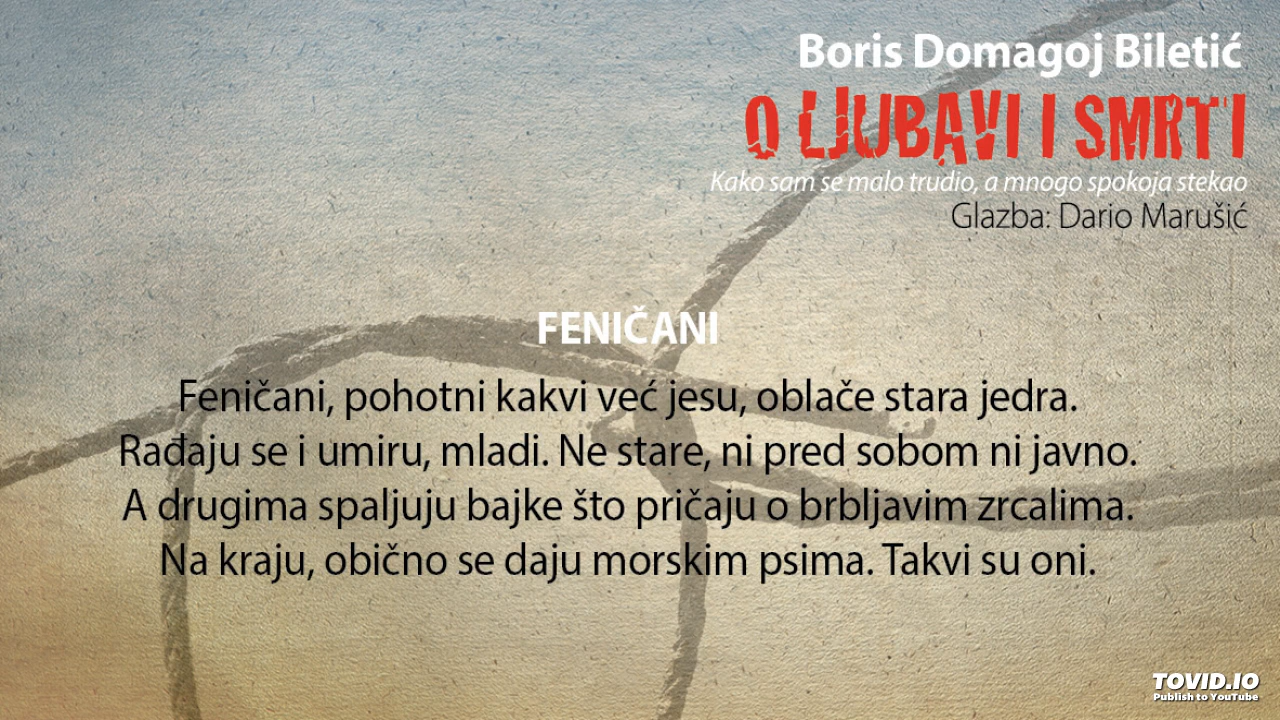 Boris Domagoj Biletić
O LJUBAVI I SMRTI
Kako sam se malo trudio, a mnogo spokoja stekao
Glazba: Dario Marušić
FENIČANI
Feničani, pohotni kakvi već jesu, oblače stara jedra.
Rađaju se i umiru, mladi. Ne stare, ni pred sobom ni javno.
A drugima spaljuju bajke što pričaju o brbljavim zrcalima.
Na kraju, obično se daju morskim psima. Takvi su oni.
TOVID.IO
Publish to YouTube